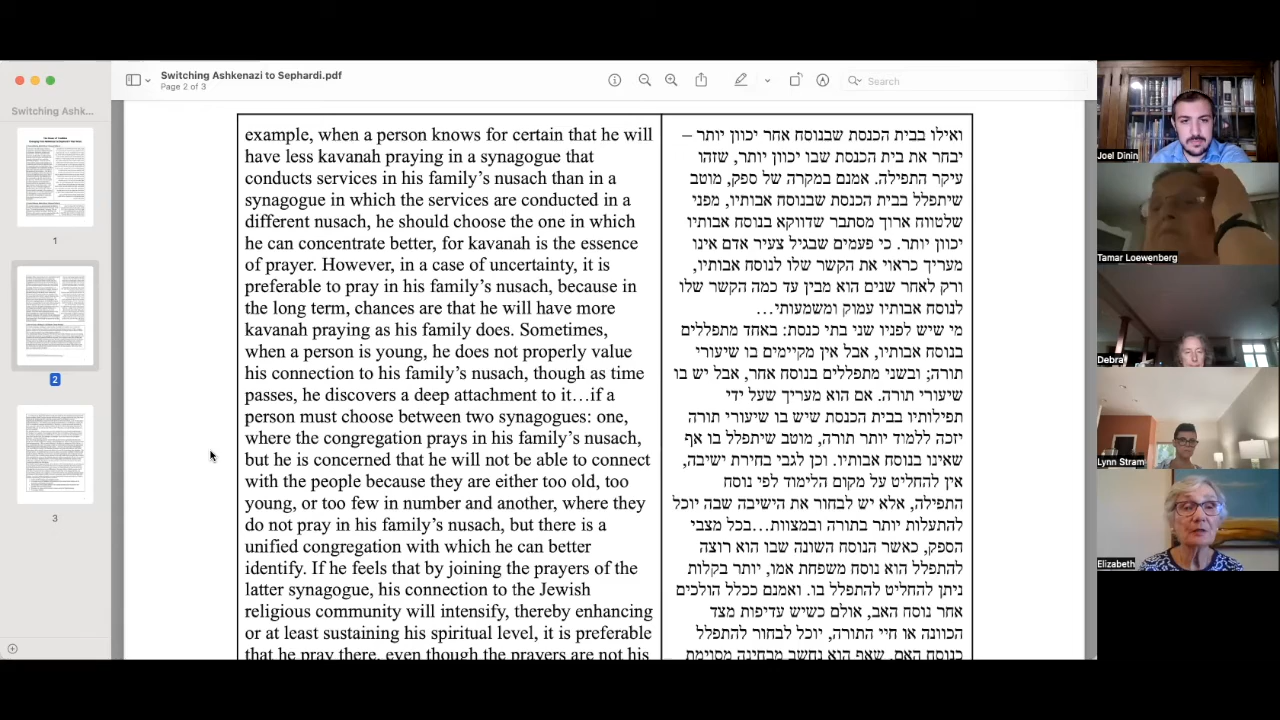 Switching Ashkenazi to Sephardi.pdf
Page 2 of 3
Search
Switching Ashk...
1
2
3
example, when a person knows for certain that he will
have less kavanah praying in a synagogue that
conducts services in his family's nusach than in a
synagogue in which the services are conducted in a
different nusach, he should choose the one in which
he can concentrate better, for kavanah is the essence
of prayer. However, in a case of uncertainty, it is
preferable to pray in his family's nusach, because in
the long term, chances are that he will have more
kavanah praying as his family does. Sometimes,
when a person is young, he does not properly value
his connection to his family's nusach, though as time
passes, he discovers a deep attachment to it…if a
person must choose between two synagogues: one,
where the congregation prays in his family's nusach,
but he is concerned that he will not be able to connect
with the people because they are either too old, too
young, or too few in number and another, where they
do not pray in his family's nusach, but there is a
unified congregation with which he can better
identify. If he feels that by joining the prayers of the
latter synagogue, his connection to the Jewish
religious community will intensify, thereby enhancing
or at least sustaining his spiritual level, it is preferable
that he pray there, even though the prayers are not his
ואילו מבית הכנסת שבנוסח אחר יכוון יותר –
יבחר את בית הכנסת שבו יכוון יותר, שזהו
עיקר התפילה. אמנם במקרה של ספק, מוטב
שיתפלל בבית הכנסת שבנוסח אבותיו, מפני
שלטווח ארוך מסתבר שדווקא בנוסח אבותיו
יכוון יותר. כי פעמים שבגיל צעיר אדם אינו
מעריך כראוי את הקשר שלו לנוסח אבותיו,
ורק לאחר שנים הוא מבין עד כמה הקשר שלו
לנוסח אבותיו עמוק ומשמעותי…
מי שיש לפניו שני בתי כנסת: באחד מתפללים
בנוסח אבותיו, אבל אין מקיימים בו שיעורי
תורה; ובשני מתפללים בנוסח אחר, אבל יש בו
שיעורי תורה. אם הוא מעריך שעל ידי
תפילותיו בבית הכנסת שיש בו שיעורי תורה
יזכה ללמוד יותר תורה, מוטב שיתפלל בו אף
שאינו בנוסח אבותיו. וכן לגבי בחירת ישיבה,
אין להחליט על מקום הלימוד לפי נוסח
התפילה, אלא יש לבחור את הישיבה שבה יוכל
להתעלות יותר בתורה ובמצוות…בכל מצבי
הספק, כאשר הנוסח השונה שבו הוא רוצה
להתפלל הוא נוסח משפחת אמו, יותר בקלות
ניתן להחליט להתפלל בו. ואמנם ככלל הולכים
אחר נוסח האב, אולם כשיש עדיפות מצד
הכוונה או חיי התורה, יוכל לבחור להתפלל
כנוסח האם, שאף הוא נחשב מבחינה מסוימת
Joel Dinin
Tamar Loewenberg
Debra
Lynn Stram
Elizabeth